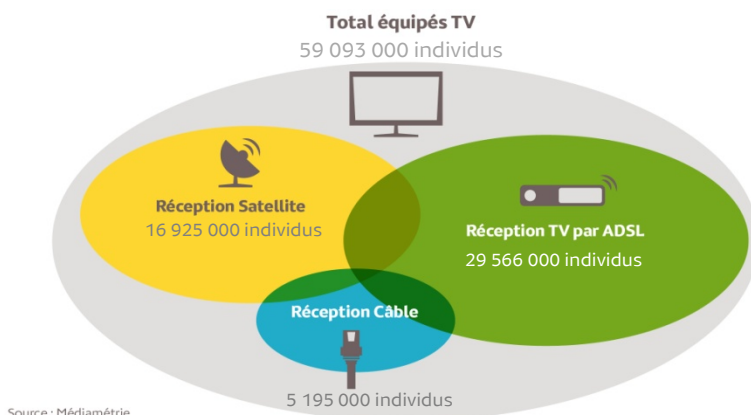 Total équipés TV
59 093 000 individus
Réception Satellite
16 925 000 individus
Réception TV par ADSL
29 566 000 individus
Réception Câble
5 195 000 individus
Source : Médiamétrie